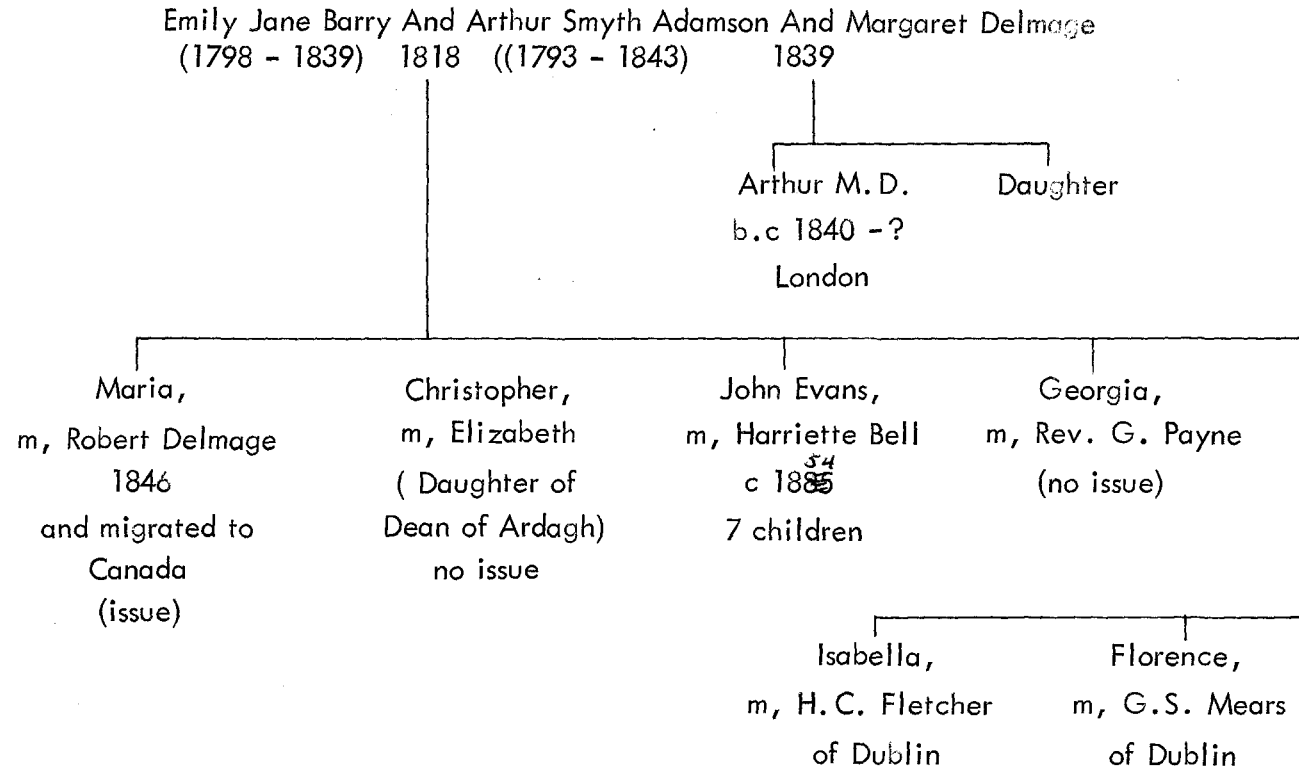 Emily Jane Barry And Arthur Smyth Adamson And Margaret Delmage
(1798 - 1839) 1818 ((1793 - 1843) 1839
Arthur M.D. Daughter
b.c 1840 -?
London
Maria, Christopher, John Evans, Georgia,
m, Robert Delmage m, Elizabeth m, Harriette Bell m, Rev. G. Payne
54
1846 ( Daughter of c 1885 (no issue)
and migrated to Dean of Ardagh) 7 children
Canada no issue
(issue)
Isabella, Florence,
m, H.C. Fletcher m, G.S. Mears
of Dublin of Dublin